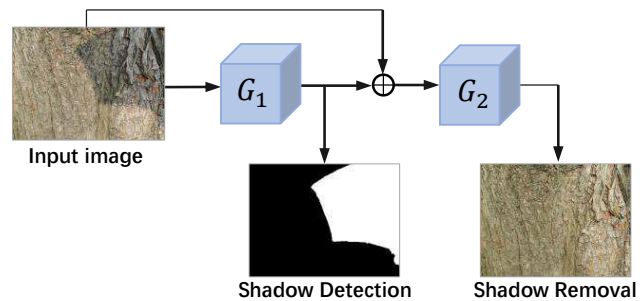 G₁
G₂
Input image
Shadow Detection
Shadow Removal